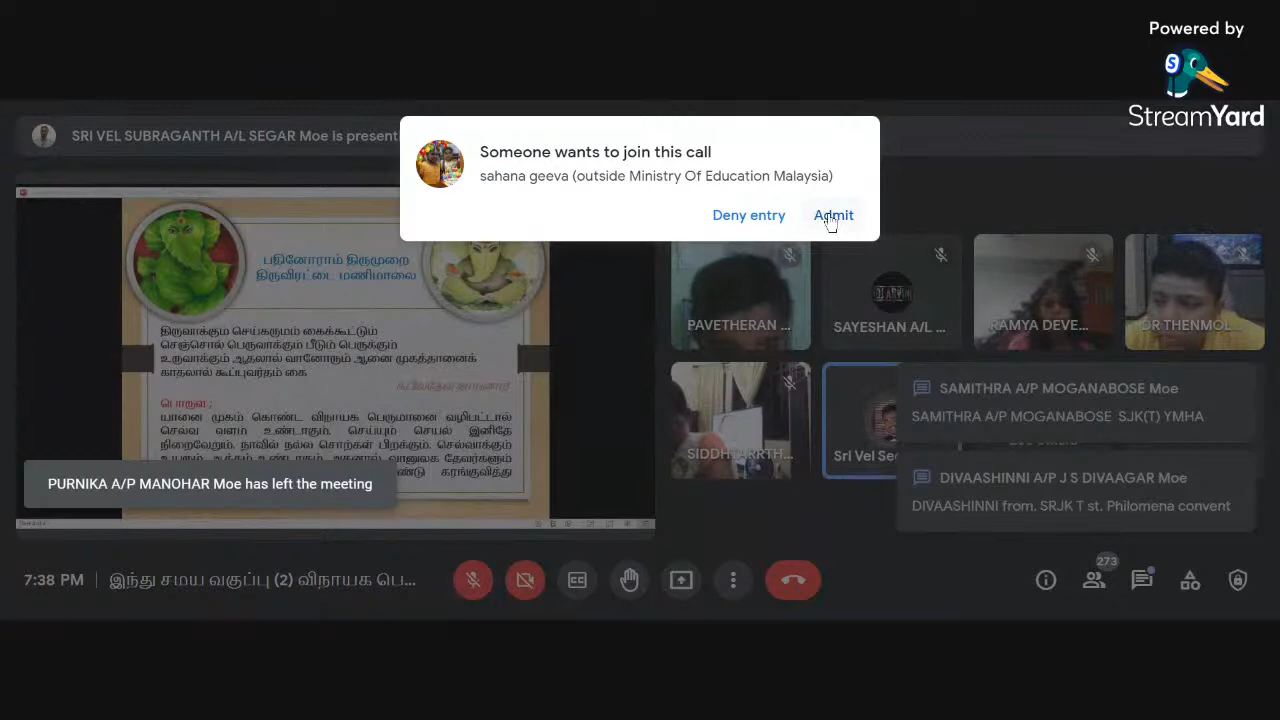 Powered by
StreamYard
SRI VEL SUBRAGANTH A/L SEGAR Moe is presenti
Someone wants to join this call
sahana geeva (outside Ministry Of Education Malaysia)
Deny entry
Admit
பதினோராம் திருமுறை
திருவிரட்டை மணிமாலை
திருவாக்கும் செய்கருமம் கைக்கூட்டும்
செஞ்சொல் பெருவாக்கும் பீடும் பெருக்கும்
உருவாக்கும் ஆதலால் வானோரும் ஆனை முகத்தானைக்
காதலால் கூப்புவர்தம் கை
பொருள் ;
யானை முகம் கொண்ட விநாயக பெருமானை வழிபட்டால்
செல்வ வளம் உண்டாகும். செய்யும் செயல் இனிதே
நிறைவேறும். நாவில் நல்ல சொற்கள் பிறக்கும். செல்வாக்கும்
கரங்குவித்து
PURNIKA A/P MANOHAR Moe has left the meeting
PAVETHERAN ...
SAYESHAN A/L ...
RAMYA DEVE...
DR THENMOL...
SIDDHTARRTH...
Sri Vel Se
SAMITHRA A/P MOGANABOSE Moe
SAMITHRA A/P MOGANABOSE SJK(T) YMHA
DIVAASHINNI A/P J S DIVAAGAR Moe
DIVAASHINNI from. SRJK T st. Philomena convent
7:38 PM
இந்து சமய வகுப்பு (2) விநாயக பெ...
273